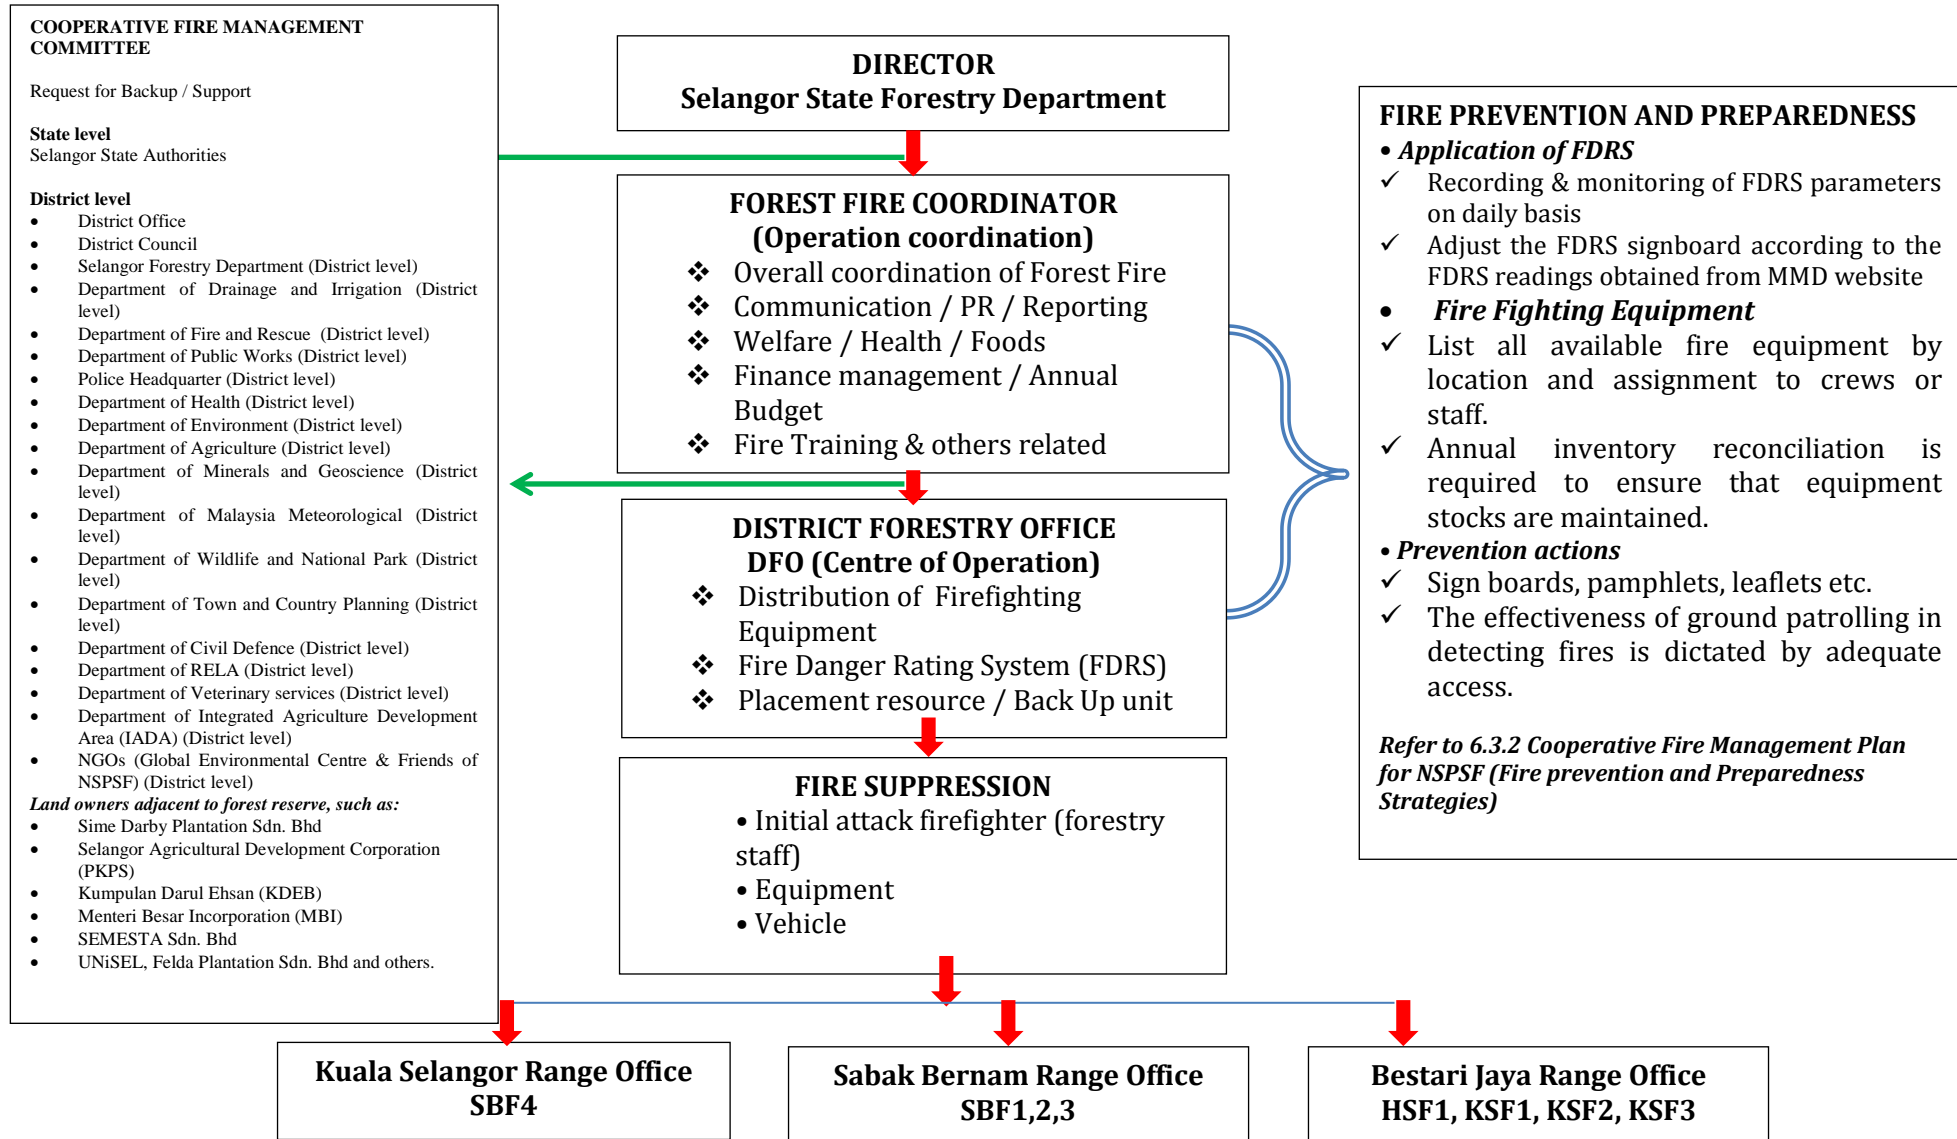 COOPERATIVE FIRE MANAGEMENT
COMMITTEE
Request for Backup / Support
State level
Selangor State Authorities
District level
• District Office
• District Council
• Selangor Forestry Department (District level)
• Department of Drainage and Irrigation (District
level)
• Department of Fire and Rescue (District level)
• Department of Public Works (District level)
• Police Headquarter (District level)
• Department of Health (District level)
• Department of Environment (District level)
• Department of Agriculture (District level)
• Department of Minerals and Geoscience (District
level)
• Department of Malaysia Meteorological (District
level)
• Department of Wildlife and National Park (District
level)
• Department of Town and Country Planning (District
level)
• Department of Civil Defence (District level)
• Department of RELA (District level)
• Department of Veterinary services (District level)
• Department of Integrated Agriculture Development
Area (IADA) (District level)
• NGOs (Global Environmental Centre & Friends of
NSPSF) (District level)
Land owners adjacent to forest reserve, such as:
• Sime Darby Plantation Sdn. Bhd
• Selangor Agricultural Development Corporation
(PKPS)
• Kumpulan Darul Ehsan (KDEB)
• Menteri Besar Incorporation (MBI)
• SEMESTA Sdn. Bhd
• UNiSEL, Felda Plantation Sdn. Bhd and others.
DIRECTOR
Selangor State Forestry Department
FOREST FIRE COORDINATOR
(Operation coordination)
❖ Overall coordination of Forest Fire
❖ Communication / PR / Reporting
❖ Welfare / Health / Foods
❖ Finance management / Annual
Budget
❖ Fire Training & others related
DISTRICT FORESTRY OFFICE
DFO (Centre of Operation)
❖ Distribution of Firefighting
Equipment
❖ Fire Danger Rating System (FDRS)
❖ Placement resource / Back Up unit
FIRE SUPPRESSION
• Initial attack firefighter (forestry
staff)
• Equipment
• Vehicle
FIRE PREVENTION AND PREPAREDNESS
• Application of FDRS
✓ Recording & monitoring of FDRS parameters
on daily basis
✓ Adjust the FDRS signboard according to the
FDRS readings obtained from MMD website
• Fire Fighting Equipment
✓ List all available fire equipment by
location and assignment to crews or
staff.
✓ Annual inventory reconciliation is
required to ensure that equipment
stocks are maintained.
• Prevention actions
✓ Sign boards, pamphlets, leaflets etc.
✓ The effectiveness of ground patrolling in
detecting fires is dictated by adequate
access.
Refer to 6.3.2 Cooperative Fire Management Plan
for NSPSF (Fire prevention and Preparedness
Strategies)
Kuala Selangor Range Office
SBF4
Sabak Bernam Range Office
SBF1,2,3
Bestari Jaya Range Office
HSF1, KSF1, KSF2, KSF3